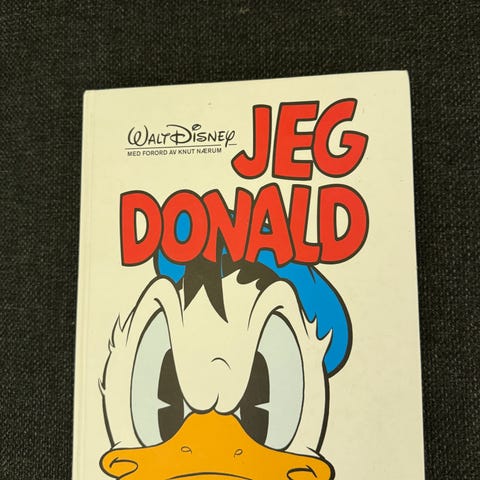 WALT DISNEY
MED FORORD AV KNUT NÆRUM
JEG
DONALD